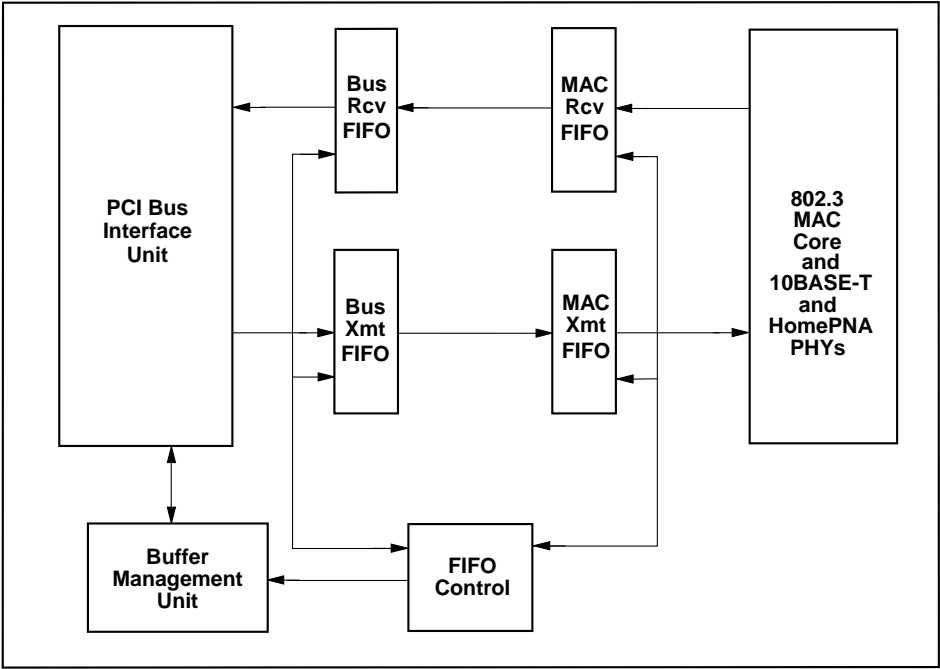 PCI Bus
Interface
Unit
Bus
Rcv
FIFO
MAC
Rcv
FIFO
802.3
MAC
Core
and
10BASE-T
and
HomePNA
PHYs
Bus
Xmt
FIFO
MAC
Xmt
FIFO
Buffer
Management
Unit
FIFO
Control